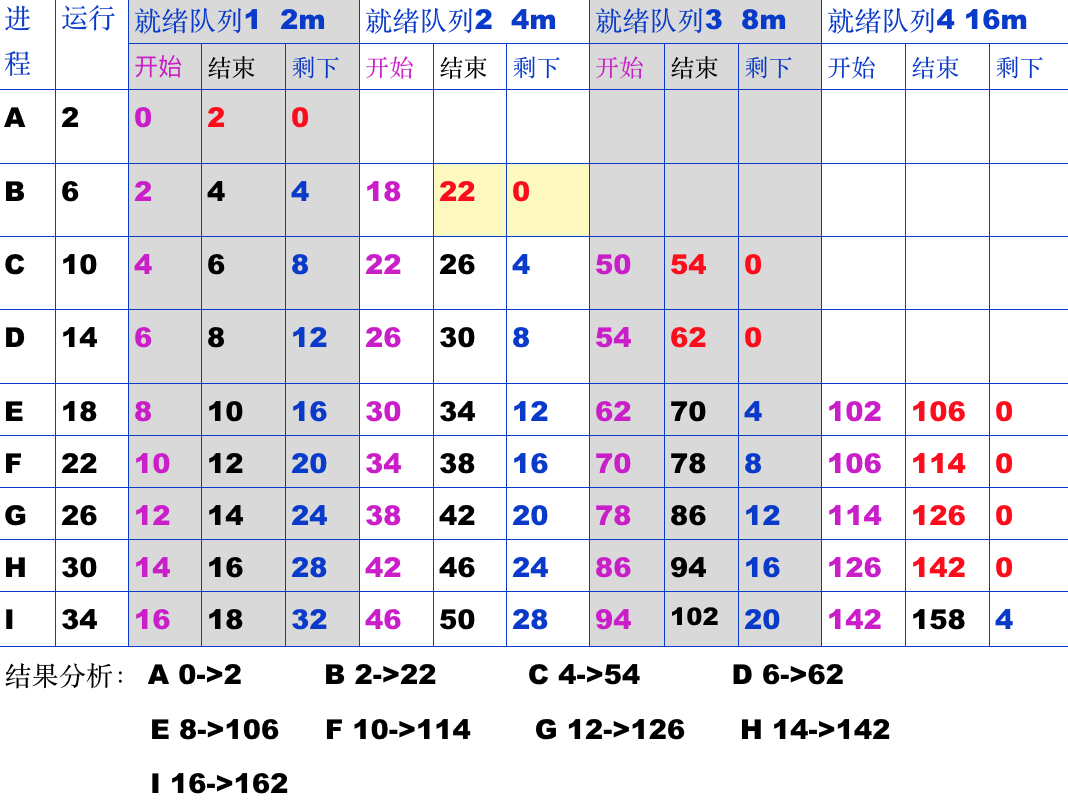 进程 运行 就绪队列1 2m 就绪队列2 4m 就绪队列3 8m 就绪队列4 16m
开始 结束 剩下 开始 结束 剩下 开始 结束 剩下 开始 结束 剩下
A 2 0 2 0
B 6 2 4 4 18 22 0
C 10 4 6 8 22 26 4 50 54 0
D 14 6 8 12 26 30 8 54 62 0
E 18 8 10 16 30 34 12 62 70 4 102 106 0
F 22 10 12 20 34 38 16 70 78 8 106 114 0
G 26 12 14 24 38 42 20 78 86 12 114 126 0
H 30 14 16 28 42 46 24 86 94 16 126 142 0
I 34 16 18 32 46 50 28 94 102 20 142 158 4
结果分析： A 0->2 B 2->22 C 4->54 D 6->62
E 8->106 F 10->114 G 12->126 H 14->142
I 16->162